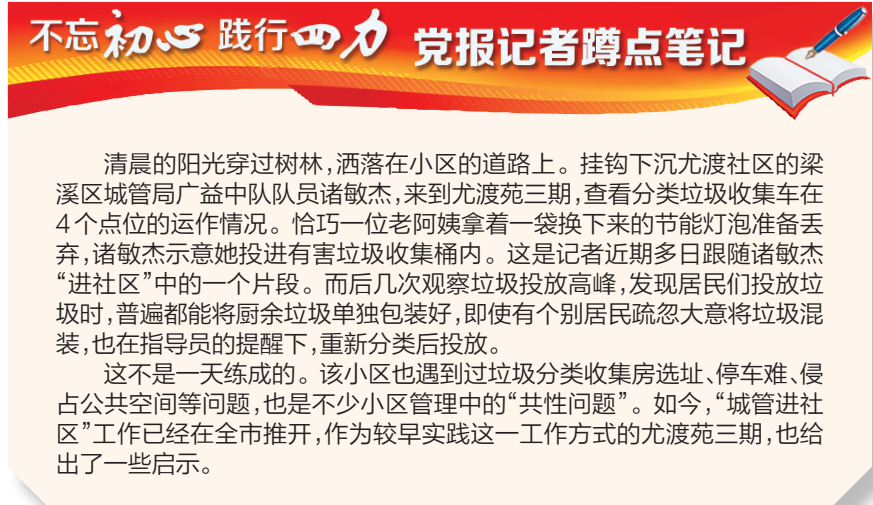 不忘初心 践行四力 党报记者蹲点笔记
清晨的阳光穿过树林，洒落在小区的道路上。挂钩下沉尤渡社区的梁
溪区城管局广益中队队员诸敏杰，来到尤渡苑三期，查看分类垃圾收集车在
4个点位的运作情况。恰巧一位老阿姨拿着一袋换下来的节能灯泡准备丢
弃，诸敏杰示意她投进有害垃圾收集桶内。这是记者近期多日跟随诸敏杰
“进社区”中的一个片段。而后几次观察垃圾投放高峰，发现居民们投放垃
圾时，普遍都能将厨余垃圾单独包装好，即使有个别居民疏忽大意将垃圾混
装，也在指导员的提醒下，重新分类后投放。
这不是一天练成的。该小区也遇到过垃圾分类收集房选址、停车难、侵
占公共空间等问题，也是不少小区管理中的“共性问题”。如今，“城管进社
区”工作已经在全市推开，作为较早实践这一工作方式的尤渡苑三期，也给
出了一些启示。